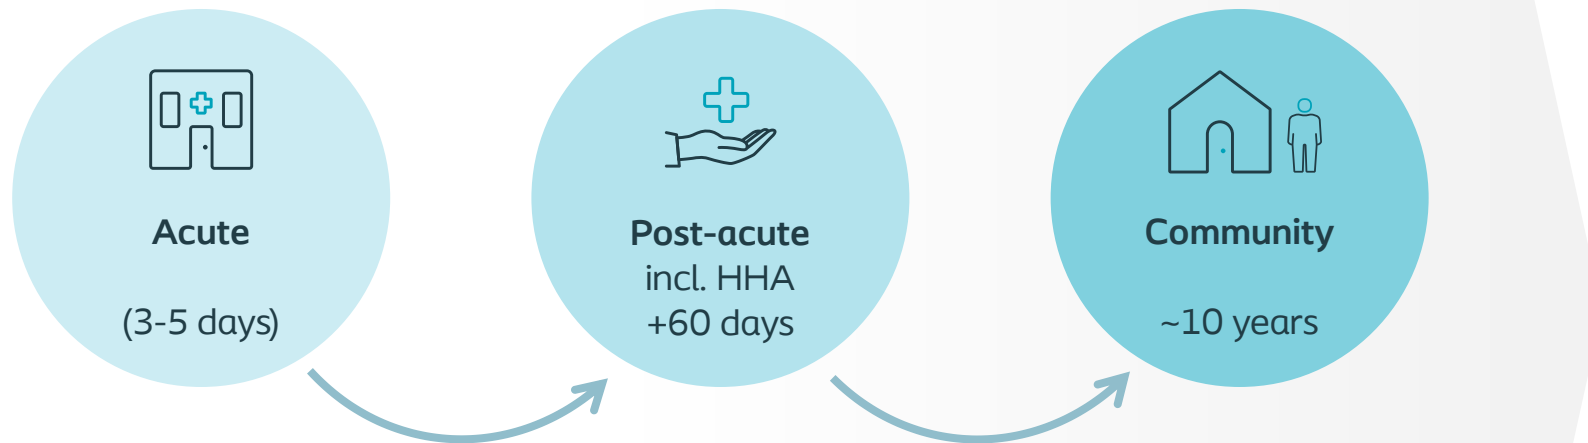 Acute
(3-5 days)
Post-acute
incl. HHA
+60 days
Community
~10 years